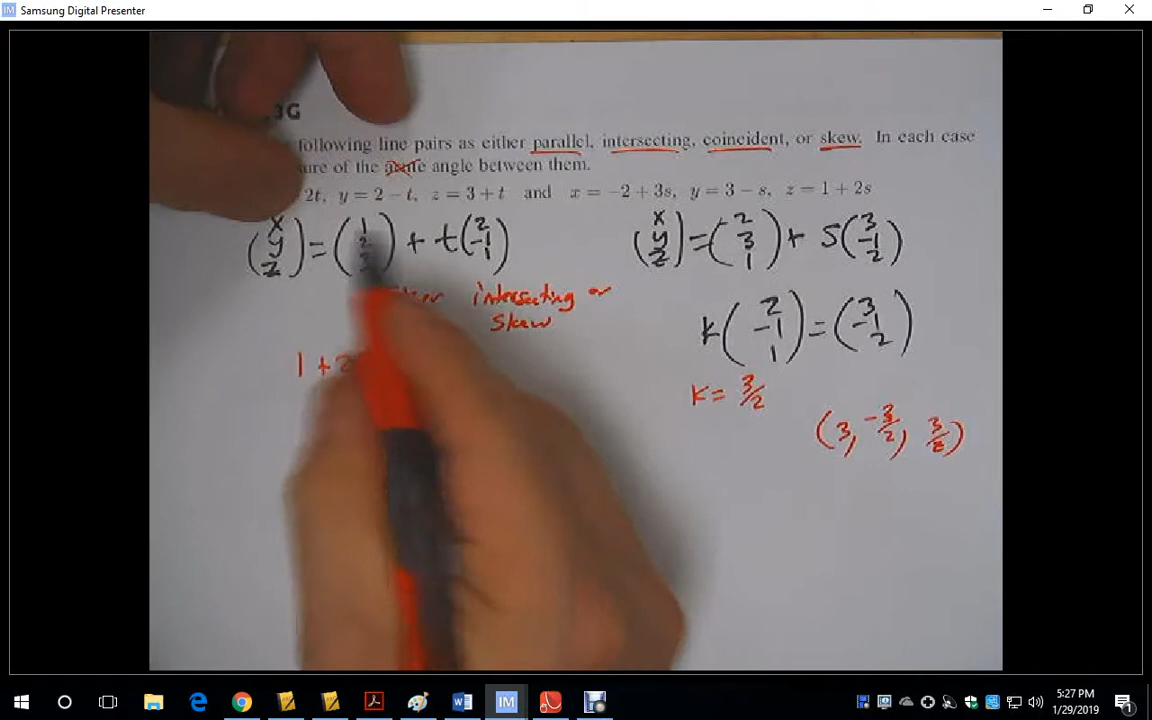 Samsung Digital Presenter
3G
following line pairs as either parallel, intersecting, coincident, or skew. In each case
ure of the acute angle between them.
2t, y = 2 − t, z = 3 + t and x = −2 + 3s, y = 3 − s, z = 1 + 2s
(x y z) = (1 2 3) + t(2 -1 1)
(x y z) = (-2 3 1) + s(3 -1 2)
intersecting or
skew
k(2 -1 1) = (3 -1 2)
1 + 2
k = 3/2
(3, -3/2, 3/2)
5:27 PM
1/29/2019